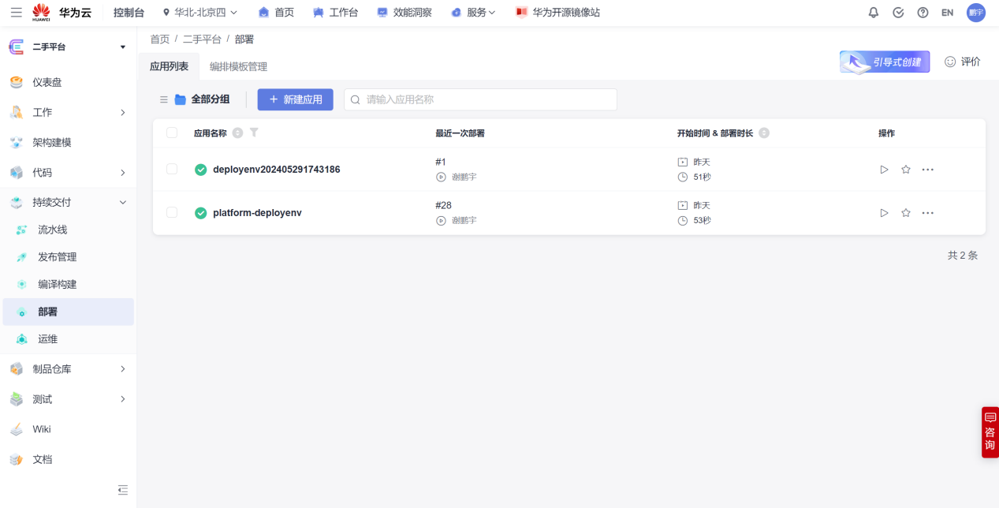 HUAWEI 华为云 控制台 华北-北京四 首页 工作台 效能洞察 服务 华为开源镜像站 EN 鹏宇
二手平台
仪表盘
工作
架构建模
代码
持续交付
流水线
发布管理
编译构建
部署
运维
制品仓库
测试
Wiki
文档
首页 / 二手平台 / 部署
应用列表 编排模板管理 引导式创建 评价
全部分组 + 新建应用 请输入应用名称
应用名称 最近一次部署 开始时间 & 部署时长 操作
deployenv202405291743186 #1 昨天
谢鹏宇 51秒
platform-deployenv #28 昨天
谢鹏宇 53秒
共 2 条
咨询